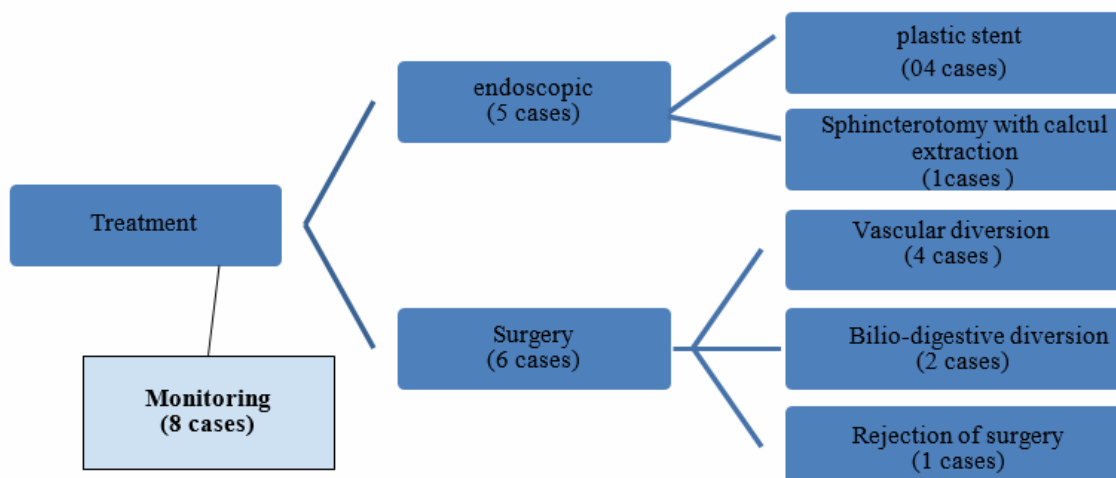 Treatment
Monitoring
(8 cases)
endoscopic
(5 cases)
plastic stent
(04 cases)
Sphincterotomy with calcul
extraction
(1cases )
Surgery
(6 cases)
Vascular diversion
(4 cases )
Bilio-digestive diversion
(2 cases)
Rejection of surgery
(1 cases)